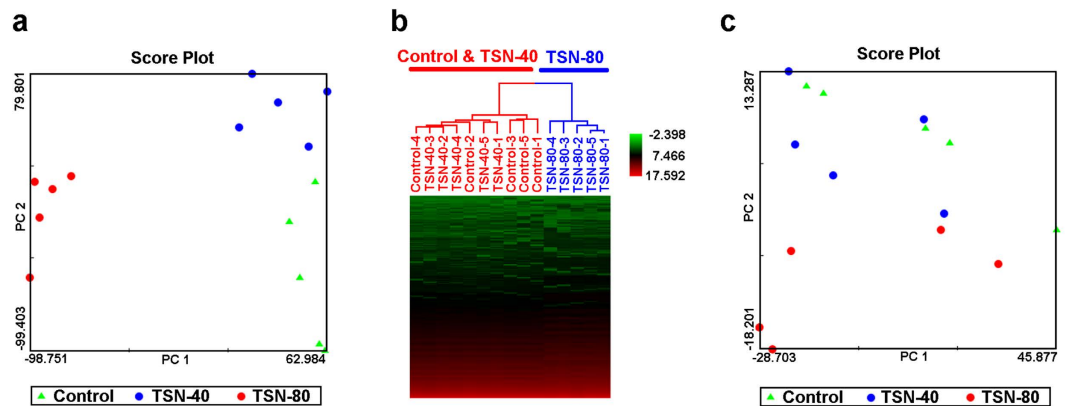 a
Score Plot
79.801
PC 2
-99.403
-98.751
PC 1
62.984
Control
TSN-40
TSN-80
b
Control & TSN-40
TSN-80
Control-4
TSN-40-3
TSN-40-2
TSN-40-4
Control-2
TSN-40-5
TSN-40-1
Control-3
Control-5
Control-1
TSN-80-4
TSN-80-3
TSN-80-2
TSN-80-5
TSN-80-1
-2.398
7.466
17.592
c
Score Plot
13.287
PC 2
-18.201
-28.703
PC 1
45.877
Control
TSN-40
TSN-80